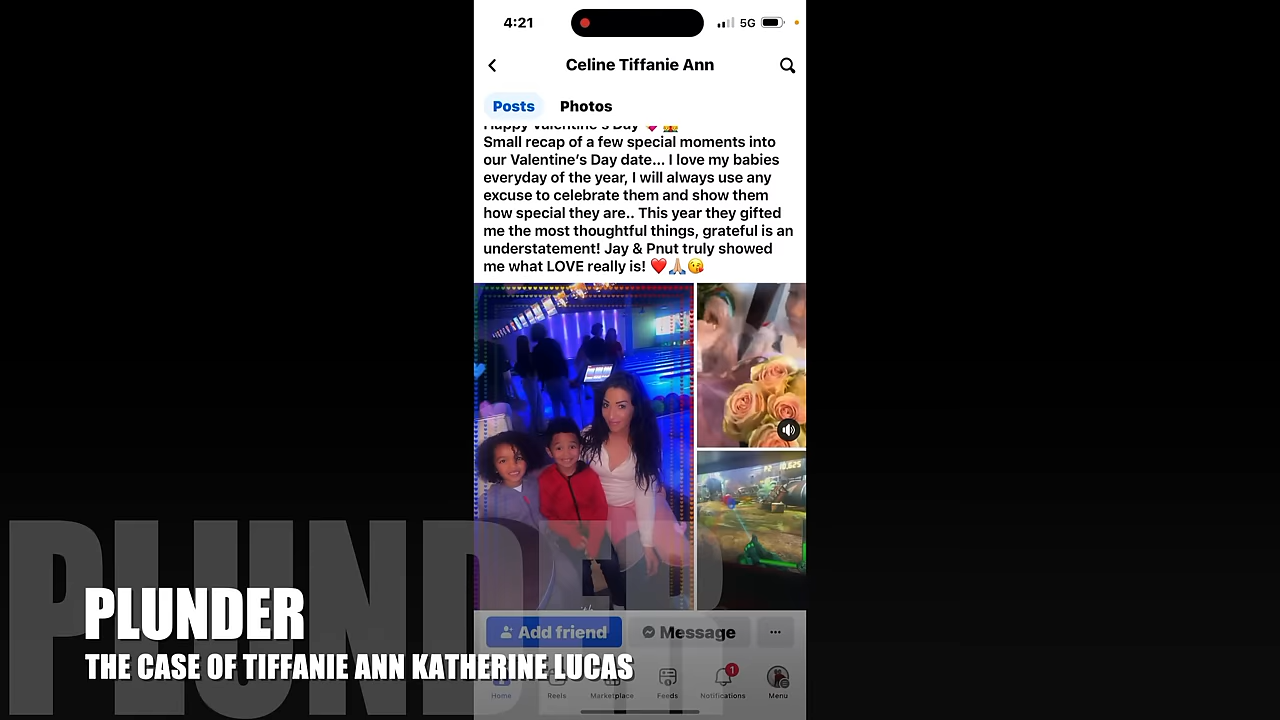 4:21
5G
Celine Tiffanie Ann
Posts Photos
Happy Valentine's Day 💘👩‍👧‍👦
Small recap of a few special moments into
our Valentine's Day date... I love my babies
everyday of the year, I will always use any
excuse to celebrate them and show them
how special they are.. This year they gifted
me the most thoughtful things, grateful is an
understatement! Jay & Pnut truly showed
me what LOVE really is! ❤️🙏🏼😘
PLUNDER
Add friend Message
PLUNDER
THE CASE OF TIFFANIE ANN KATHERINE LUCAS
Home Reels Marketplace Feeds Notifications Menu
1